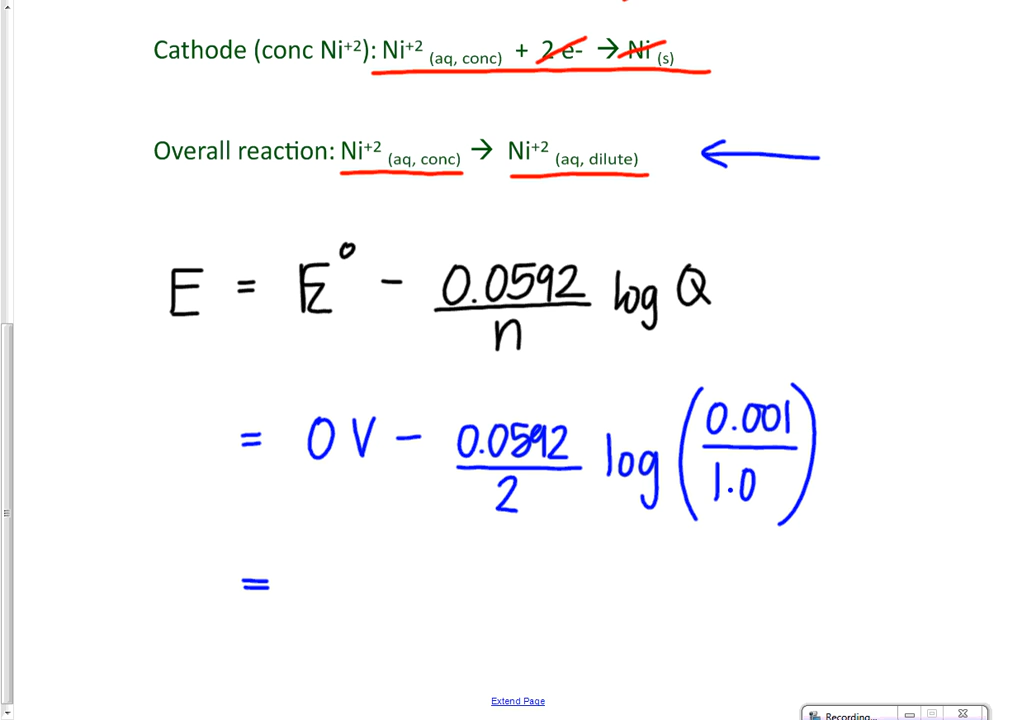 Cathode (conc Ni+2): Ni+2 (aq, conc) + 2 e- → Ni (s)
Overall reaction: Ni+2 (aq, conc) → Ni+2 (aq, dilute)
E = E° - 0.0592/n log Q
= 0 V - 0.0592/2 log (0.001/1.0)
=
Extend Page
Recording...